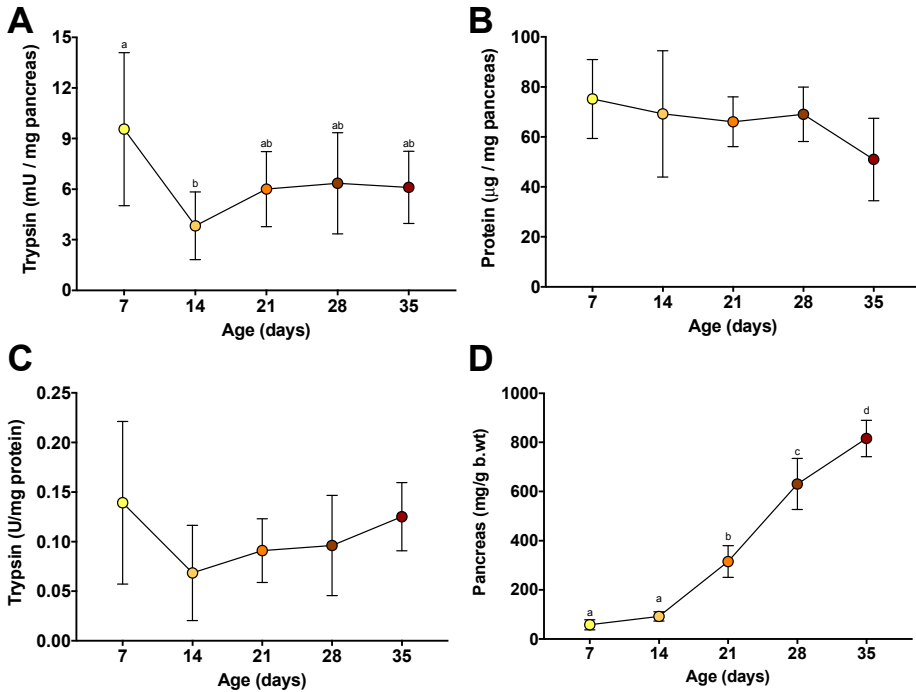 A
Trypsin (mU / mg pancreas)
15
12
9
6
3
0
a
b
ab
ab
ab
7 14 21 28 35
Age (days)
B
Protein (µg / mg pancreas)
100
80
60
40
20
0
7 14 21 28 35
Age (days)
C
Trypsin (U/mg protein)
0.25
0.20
0.15
0.10
0.05
0.00
7 14 21 28 35
Age (days)
D
Pancreas (mg/g b.wt)
1000
800
600
400
200
0
a
a
b
c
d
7 14 21 28 35
Age (days)